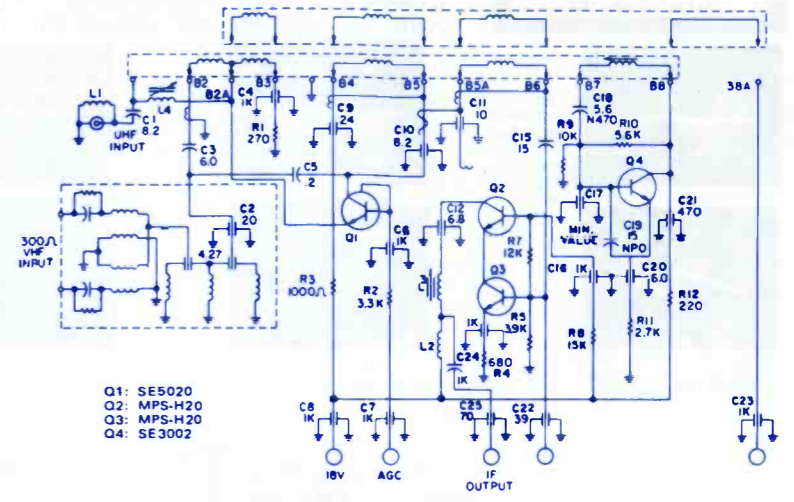 B2
B2A
B3
B4
B5
B5A
B6
B7
B8
38A
L1
L4
C1
8.2
UHF
INPUT
C4
1K
R1
270
C9
24
C10
8.2
C11
10
C15
15
C18
5.6
N470
R9
10K
R10
5.6K
C3
6.0
C5
.2
Q1
C2
20
300Ω
VHF
INPUT
4.27
C6
1K
R3
1000Ω
R2
3.3K
C12
6.8
Q2
R7
12K
Q3
L2
C24
1K
1K
680
R4
R5
3.9K
Q4
C17
MIN.
VALUE
C19
15
NPO
C21
470
C16
1K
C20
6.0
R12
220
R8
15K
R11
2.7K
Q1: SE5020
Q2: MPS-H20
Q3: MPS-H20
Q4: SE3002
C8
1K
C7
1K
C25
70
C22
39
C23
1K
18V
AGC
IF
OUTPUT